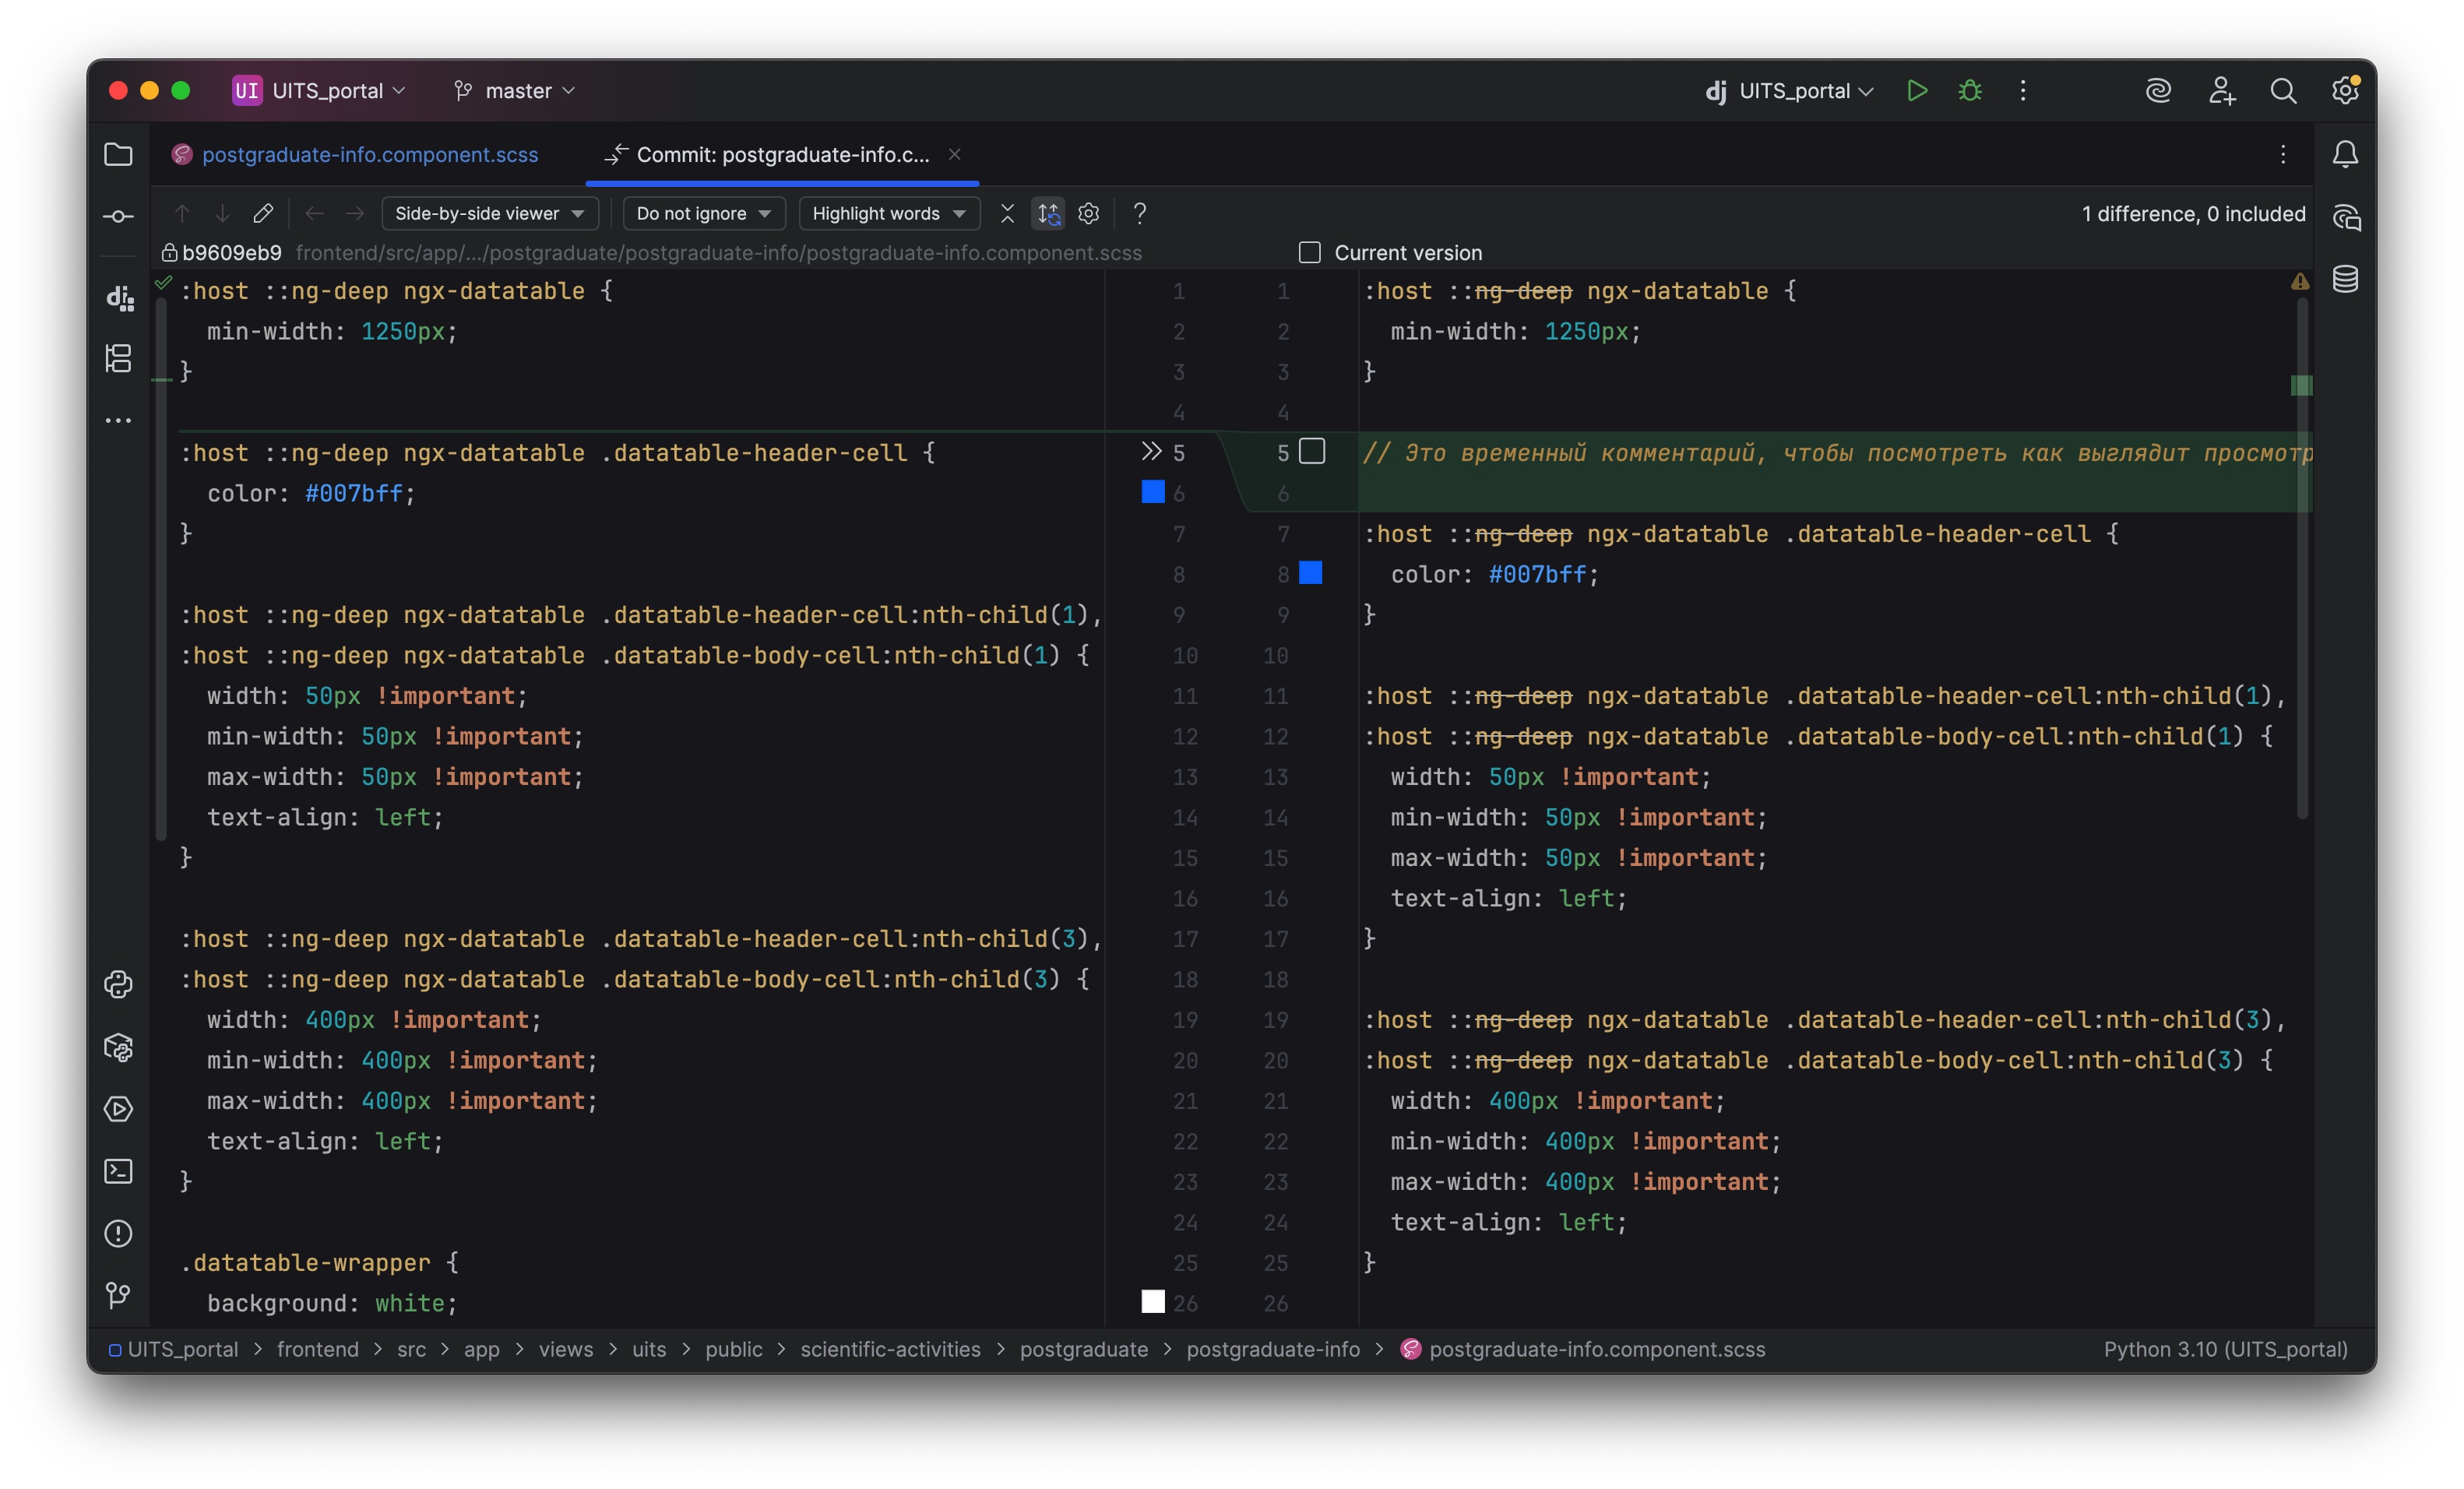 UI UITS_portal master dj UITS_portal
postgraduate-info.component.scss Commit: postgraduate-info.c...
Side-by-side viewer Do not ignore Highlight words ? 1 difference, 0 included
b9609eb9 frontend/src/app/.../postgraduate/postgraduate-info/postgraduate-info.component.scss Current version
:host ::ng-deep ngx-datatable { 1
min-width: 1250px; 2
} 3
4
:host ::ng-deep ngx-datatable .datatable-header-cell { 5
color: #007bff; 6
} 7
8
:host ::ng-deep ngx-datatable .datatable-header-cell:nth-child(1), 9
:host ::ng-deep ngx-datatable .datatable-body-cell:nth-child(1) { 10
width: 50px !important; 11
min-width: 50px !important; 12
max-width: 50px !important; 13
text-align: left; 14
} 15
16
:host ::ng-deep ngx-datatable .datatable-header-cell:nth-child(3), 17
:host ::ng-deep ngx-datatable .datatable-body-cell:nth-child(3) { 18
width: 400px !important; 19
min-width: 400px !important; 20
max-width: 400px !important; 21
text-align: left; 22
} 23
24
.datatable-wrapper { 25
background: white; 26
1 :host ::ng-deep ngx-datatable {
2 min-width: 1250px;
3 }
4
5 // Это временный комментарий, чтобы посмотреть как выглядит просмотр
6
7 :host ::ng-deep ngx-datatable .datatable-header-cell {
8 color: #007bff;
9 }
10
11 :host ::ng-deep ngx-datatable .datatable-header-cell:nth-child(1),
12 :host ::ng-deep ngx-datatable .datatable-body-cell:nth-child(1) {
13 width: 50px !important;
14 min-width: 50px !important;
15 max-width: 50px !important;
16 text-align: left;
17 }
18
19 :host ::ng-deep ngx-datatable .datatable-header-cell:nth-child(3),
20 :host ::ng-deep ngx-datatable .datatable-body-cell:nth-child(3) {
21 width: 400px !important;
22 min-width: 400px !important;
23 max-width: 400px !important;
24 text-align: left;
25 }
26
UITS_portal > frontend > src > app > views > uits > public > scientific-activities > postgraduate > postgraduate-info > postgraduate-info.component.scss Python 3.10 (UITS_portal)